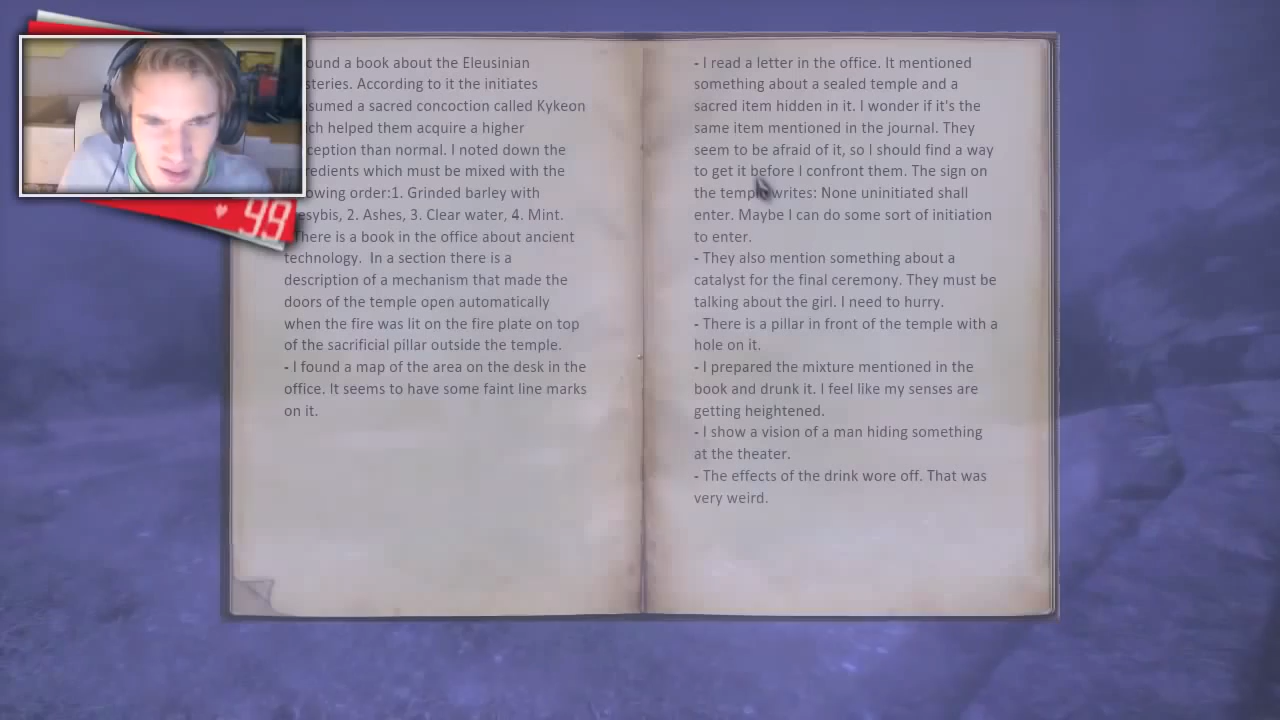 99
ound a book about the Eleusinian
steries. According to it the initiates
sumed a sacred concoction called Kykeon
ch helped them acquire a higher
ception than normal. I noted down the
redients which must be mixed with the
owing order:1. Grinded barley with
esybis, 2. Ashes, 3. Clear water, 4. Mint.
There is a book in the office about ancient
technology.  In a section there is a
description of a mechanism that made the
doors of the temple open automatically
when the fire was lit on the fire plate on top
of the sacrificial pillar outside the temple.
- I found a map of the area on the desk in the
office. It seems to have some faint line marks
on it.
- I read a letter in the office. It mentioned
something about a sealed temple and a
sacred item hidden in it. I wonder if it's the
same item mentioned in the journal. They
seem to be afraid of it, so I should find a way
to get it before I confront them. The sign on
the temple writes: None uninitiated shall
enter. Maybe I can do some sort of initiation
to enter.
- They also mention something about a
catalyst for the final ceremony. They must be
talking about the girl. I need to hurry.
- There is a pillar in front of the temple with a
hole on it.
- I prepared the mixture mentioned in the
book and drunk it. I feel like my senses are
getting heightened.
- I show a vision of a man hiding something
at the theater.
- The effects of the drink wore off. That was
very weird.